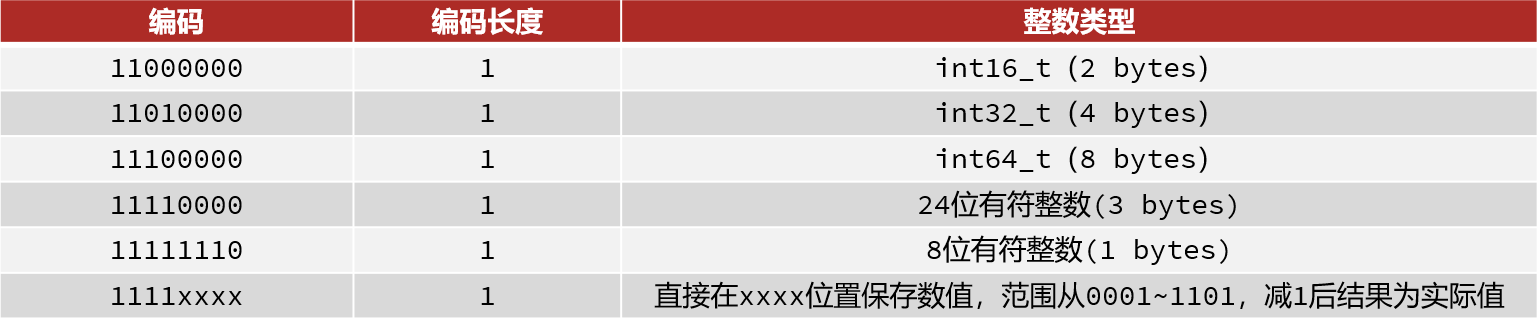 编码 编码长度 整数类型
11000000 1 int16_t（2 bytes）
11010000 1 int32_t（4 bytes）
11100000 1 int64_t（8 bytes）
11110000 1 24位有符整数(3 bytes)
11111110 1 8位有符整数(1 bytes)
1111xxxx 1 直接在xxxx位置保存数值，范围从0001~1101，减1后结果为实际值